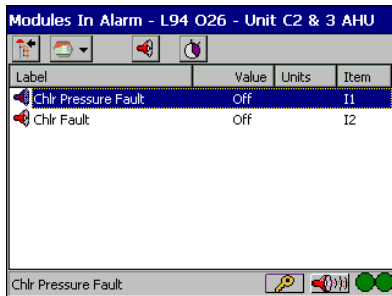 Modules In Alarm - L94 O26 - Unit C2 & 3 AHU
Label Value Units Item
Chlr Pressure Fault Off I1
Chlr Fault Off I2
Chlr Pressure Fault